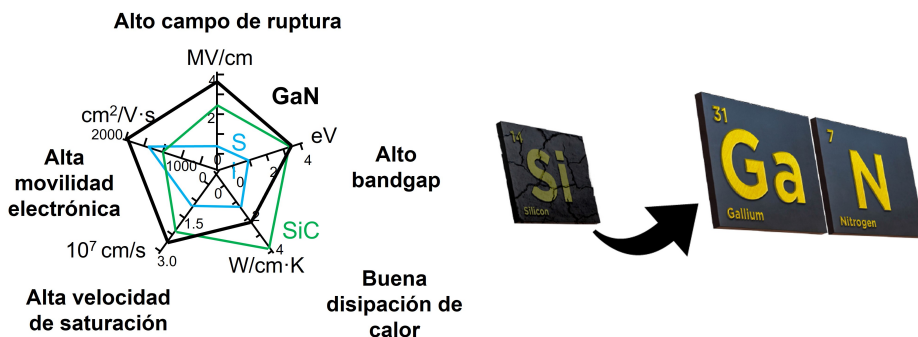 Alto campo de ruptura
MV/cm
4
GaN
cm²/V·s
2000
2
eV
S
i
4
Alto
bandgap
Alta
movilidad
electrónica
1000
0
2
0
0
0
0
1.5
2
SiC
10⁷ cm/s
3.0
4
W/cm·K
Alta velocidad
de saturación
Buena
disipación de
calor
14
Si
Silicon
31
Ga
Gallium
7
N
Nitrogen